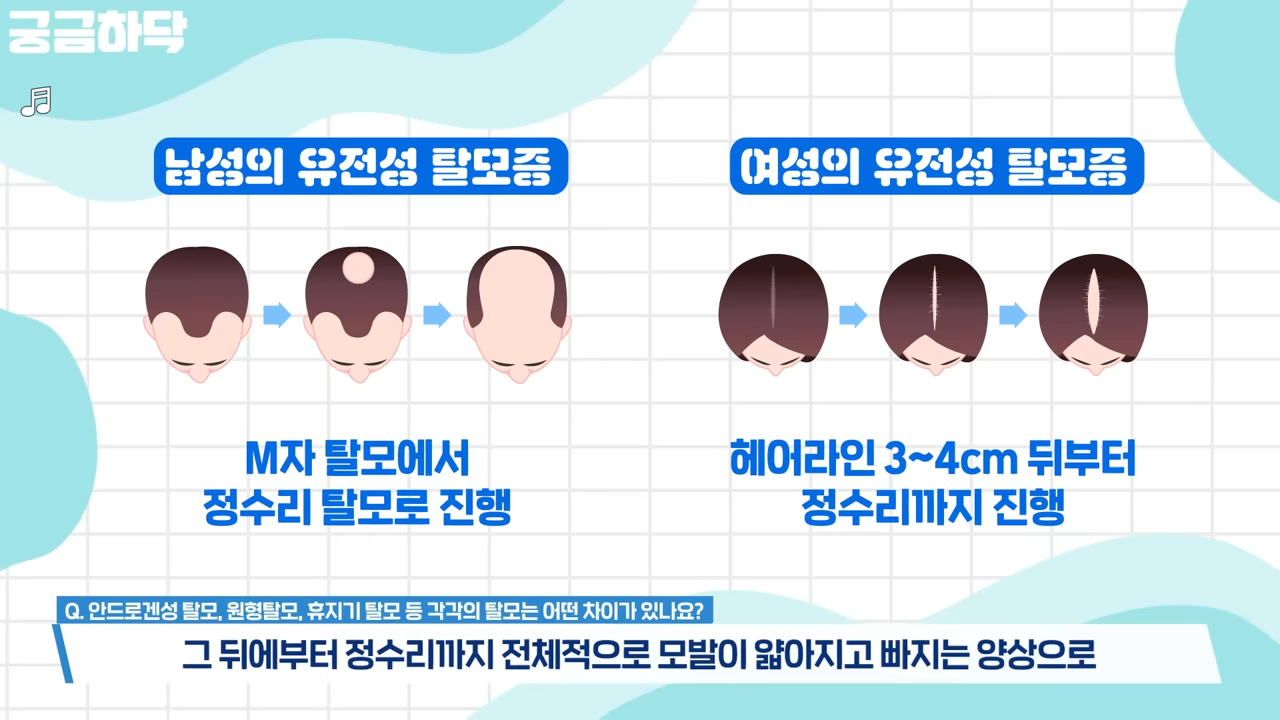 궁금하닥
남성의 유전성 탈모증
여성의 유전성 탈모증
M자 탈모에서
정수리 탈모로 진행
헤어라인 3~4cm 뒤부터
정수리까지 진행
Q. 안드로겐성 탈모, 원형탈모, 휴지기 탈모 등 각각의 탈모는 어떤 차이가 있나요?
그 뒤에부터 정수리까지 전체적으로 모발이 얇아지고 빠지는 양상으로